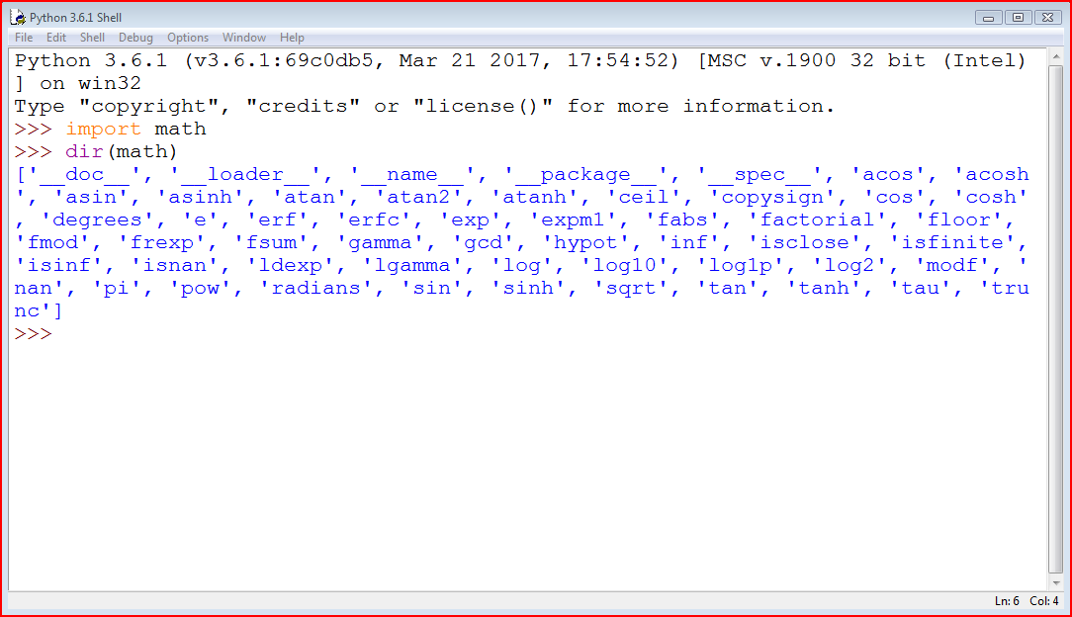 Python 3.6.1 Shell
File Edit Shell Debug Options Window Help
Python 3.6.1 (v3.6.1:69c0db5, Mar 21 2017, 17:54:52) [MSC v.1900 32 bit (Intel)
] on win32
Type "copyright", "credits" or "license()" for more information.
>>> import math
>>> dir(math)
['__doc__', '__loader__', '__name__', '__package__', '__spec__', 'acos', 'acosh
', 'asin', 'asinh', 'atan', 'atan2', 'atanh', 'ceil', 'copysign', 'cos', 'cosh'
, 'degrees', 'e', 'erf', 'erfc', 'exp', 'expm1', 'fabs', 'factorial', 'floor',
'fmod', 'frexp', 'fsum', 'gamma', 'gcd', 'hypot', 'inf', 'isclose', 'isfinite',
'isinf', 'isnan', 'ldexp', 'lgamma', 'log', 'log10', 'log1p', 'log2', 'modf', '
nan', 'pi', 'pow', 'radians', 'sin', 'sinh', 'sqrt', 'tan', 'tanh', 'tau', 'tru
nc']
>>>
Ln: 6 Col: 4